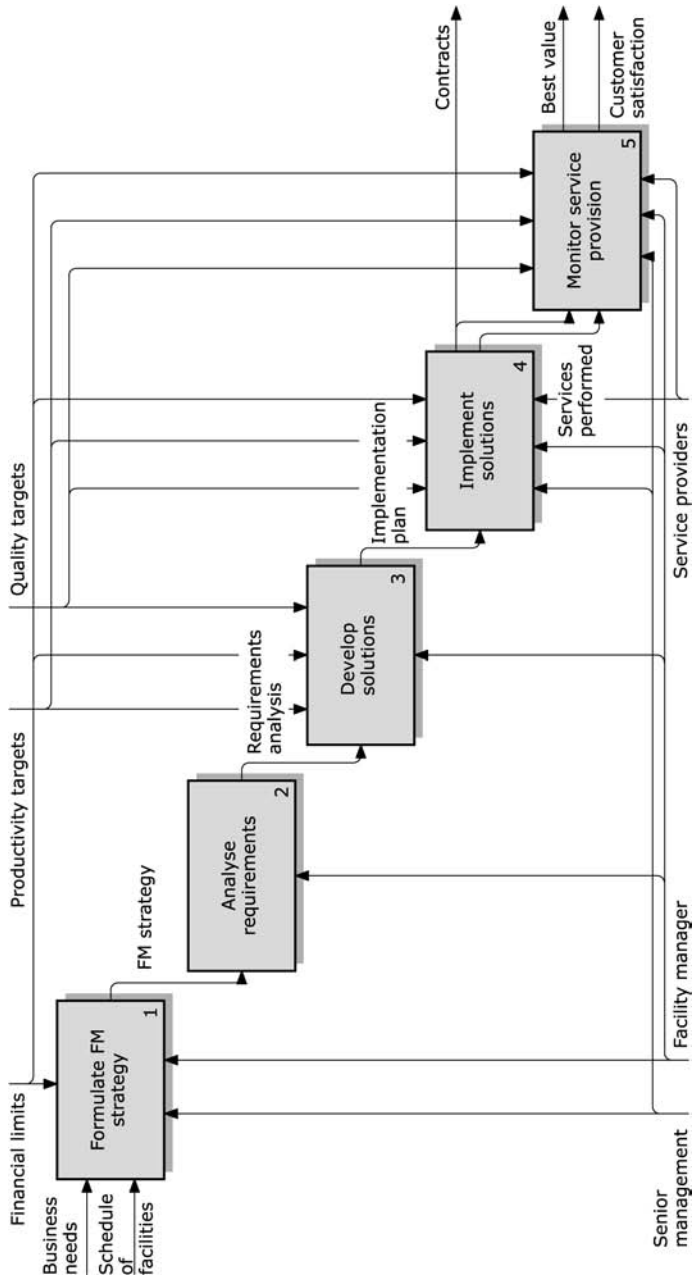 Financial limits
Productivity targets
Quality targets
Business
needs
Schedule
of
facilities
Formulate FM
strategy
1
FM strategy
Analyse
requirements
2
Requirements
analysis
Develop
solutions
3
Implementation
plan
Implement
solutions
4
Services
performed
Monitor service
provision
5
Contracts
Best value
Customer
satisfaction
Senior
management
Facility manager
Service providers